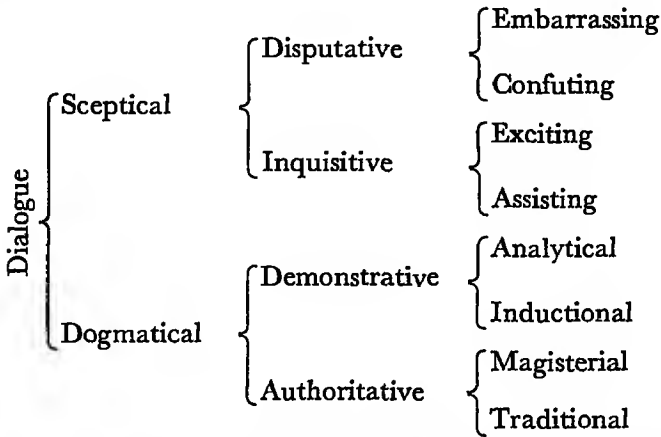 Dialogue
Sceptical
Disputative
Embarrassing
Confuting
Inquisitive
Exciting
Assisting
Dogmatical
Demonstrative
Analytical
Inductional
Authoritative
Magisterial
Traditional